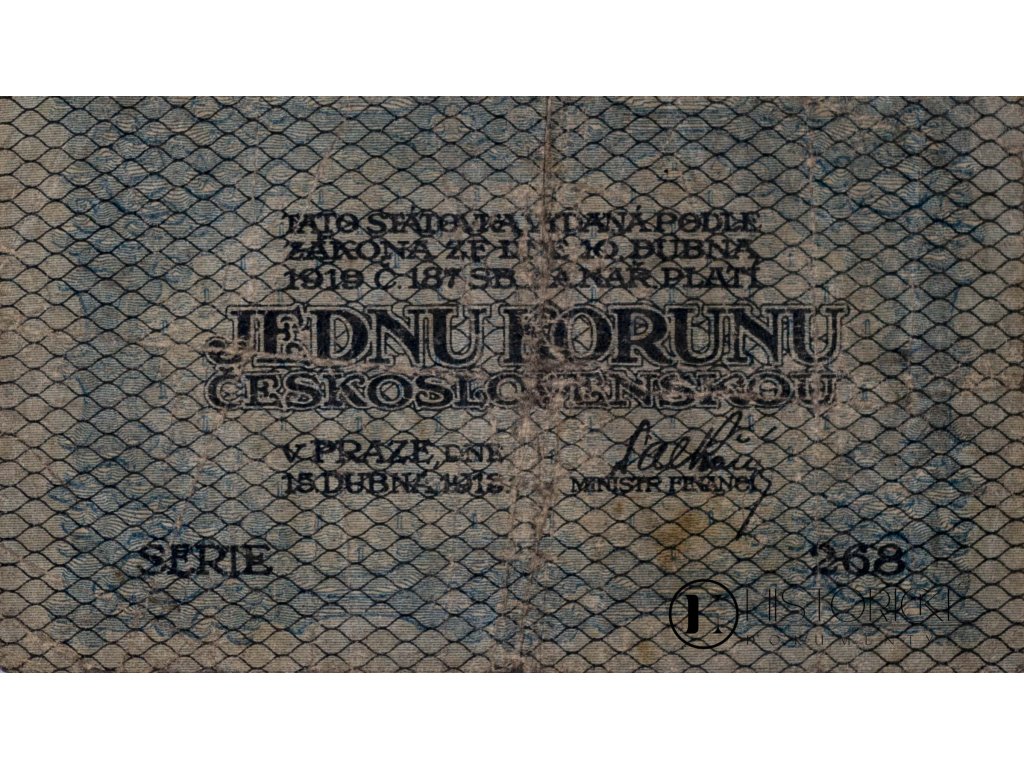 TATO STÁTOVKA VYDANÁ PODLE
ZÁKONA ZE DNE 10. DUBNA
1919 Č. 187 SB. Z. A NAŘ. PLATÍ
JEDNU KORUNU
ČESKOSLOVENSKOU
V PRAZE, DNE
15. DUBNA, 1919.
MINISTR FINANCÍ
SERIE
268
HISTORICKÉ
DOKUMENTY